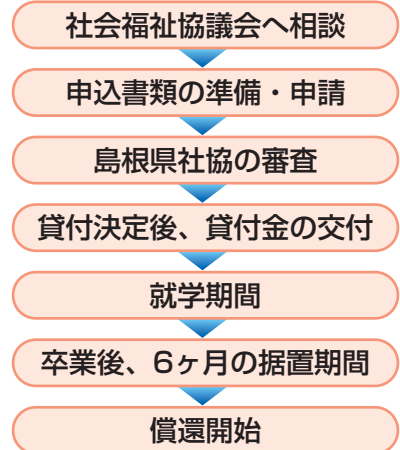 社会福祉協議会へ相談
申込書類の準備・申請
島根県社協の審査
貸付決定後、貸付金の交付
就学期間
卒業後、6ヶ月の据置期間
償還開始